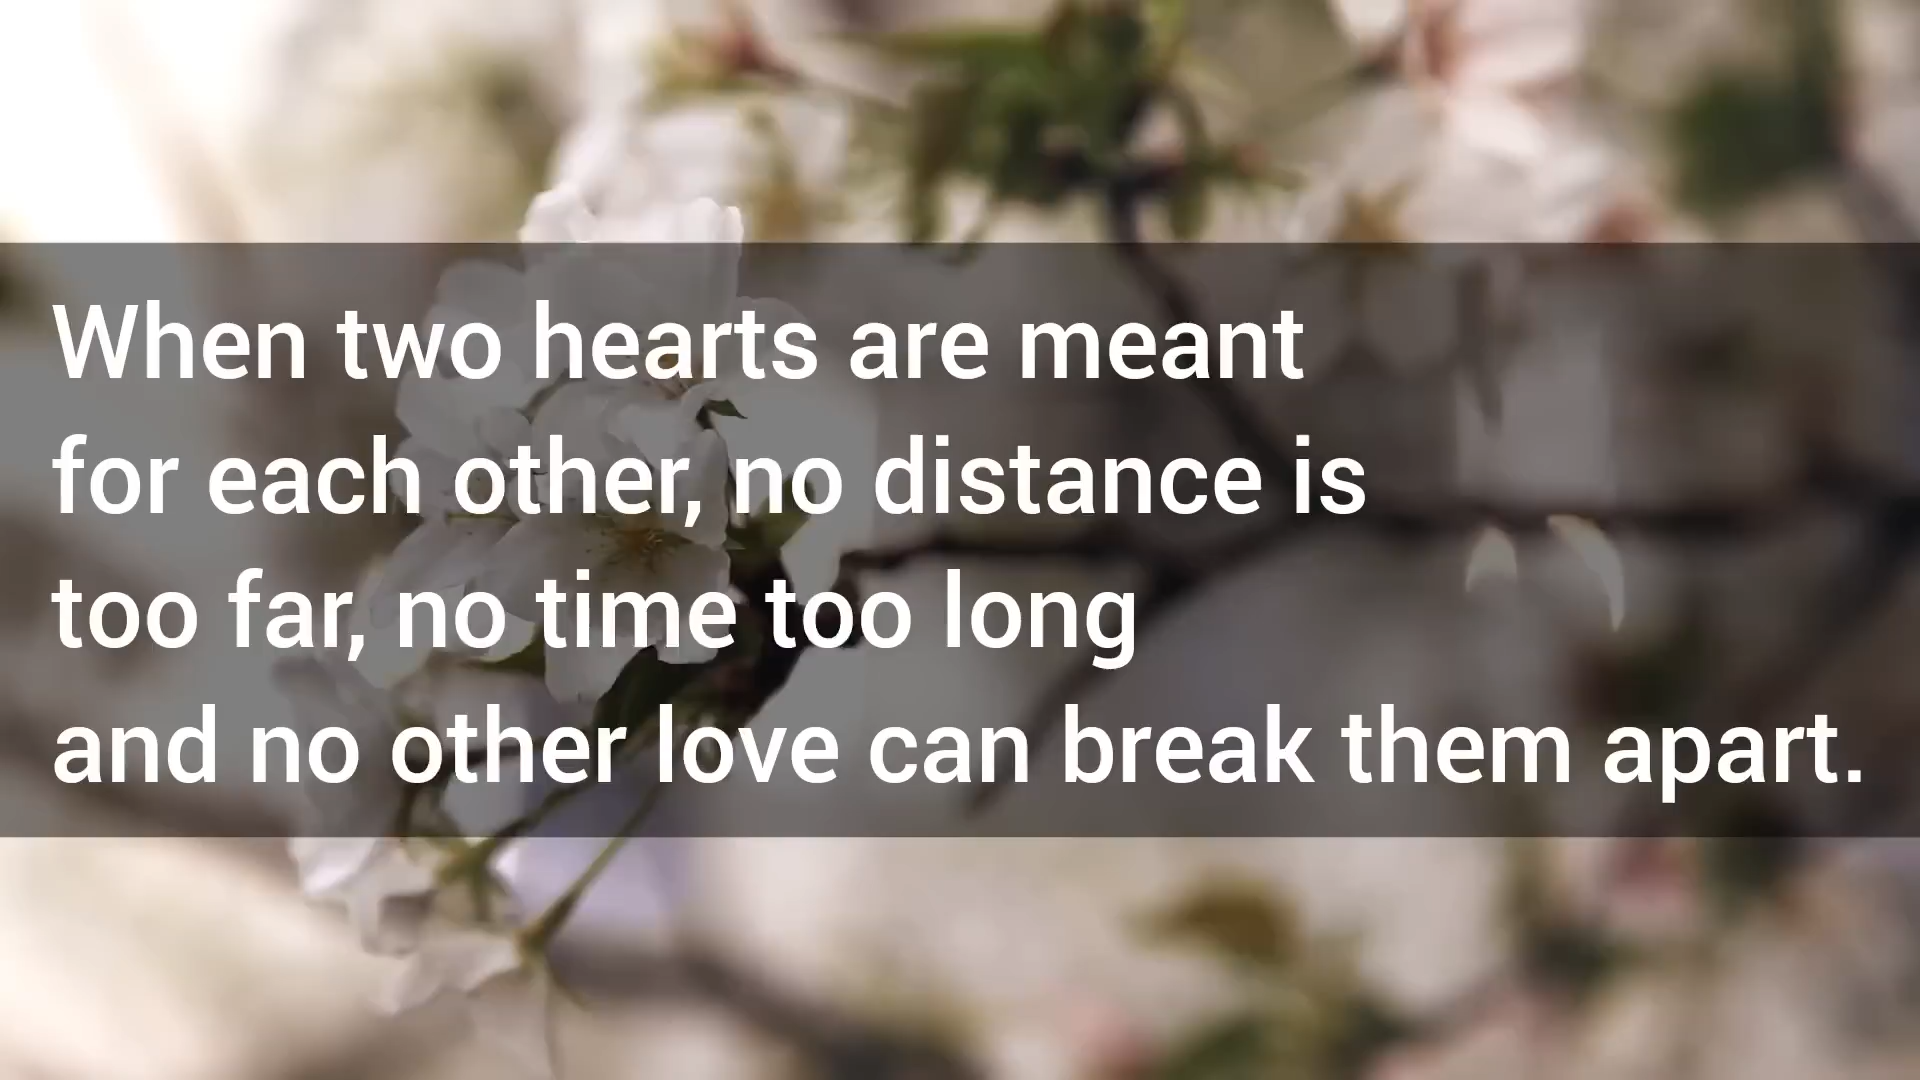 When two hearts are meant
for each other, no distance is
too far, no time too long
and no other love can break them apart.